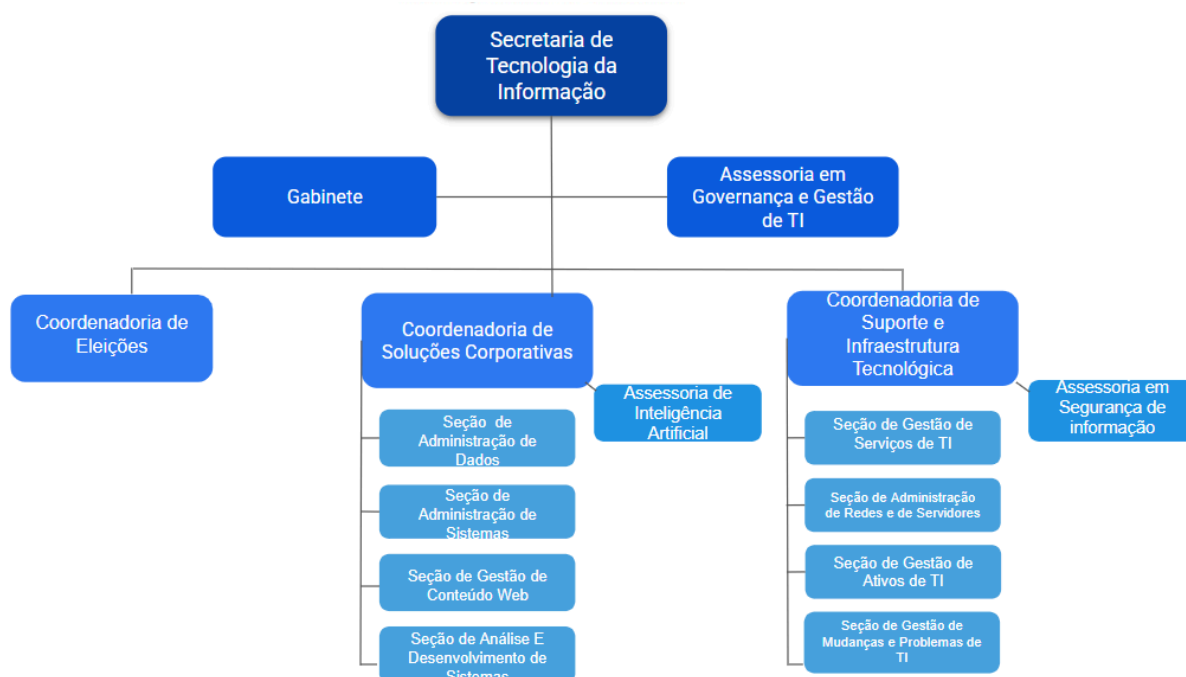 Secretaria de
Tecnologia da
Informação
Gabinete
Assessoria em
Governança e Gestão
de TI
Coordenadoria de
Eleições
Coordenadoria de
Soluções Corporativas
Coordenadoria de
Suporte e
Infraestrutura
Tecnológica
Assessoria de
Inteligência
Artificial
Assessoria em
Segurança de
informação
Seção de
Administração de
Dados
Seção de
Administração de
Sistemas
Seção de Gestão de
Conteúdo Web
Seção de Análise E
Desenvolvimento de
Sistemas
Seção de Gestão de
Serviços de TI
Seção de Administração
de Redes e de Servidores
Seção de Gestão de
Ativos de TI
Seção de Gestão de
Mudanças e Problemas de
TI